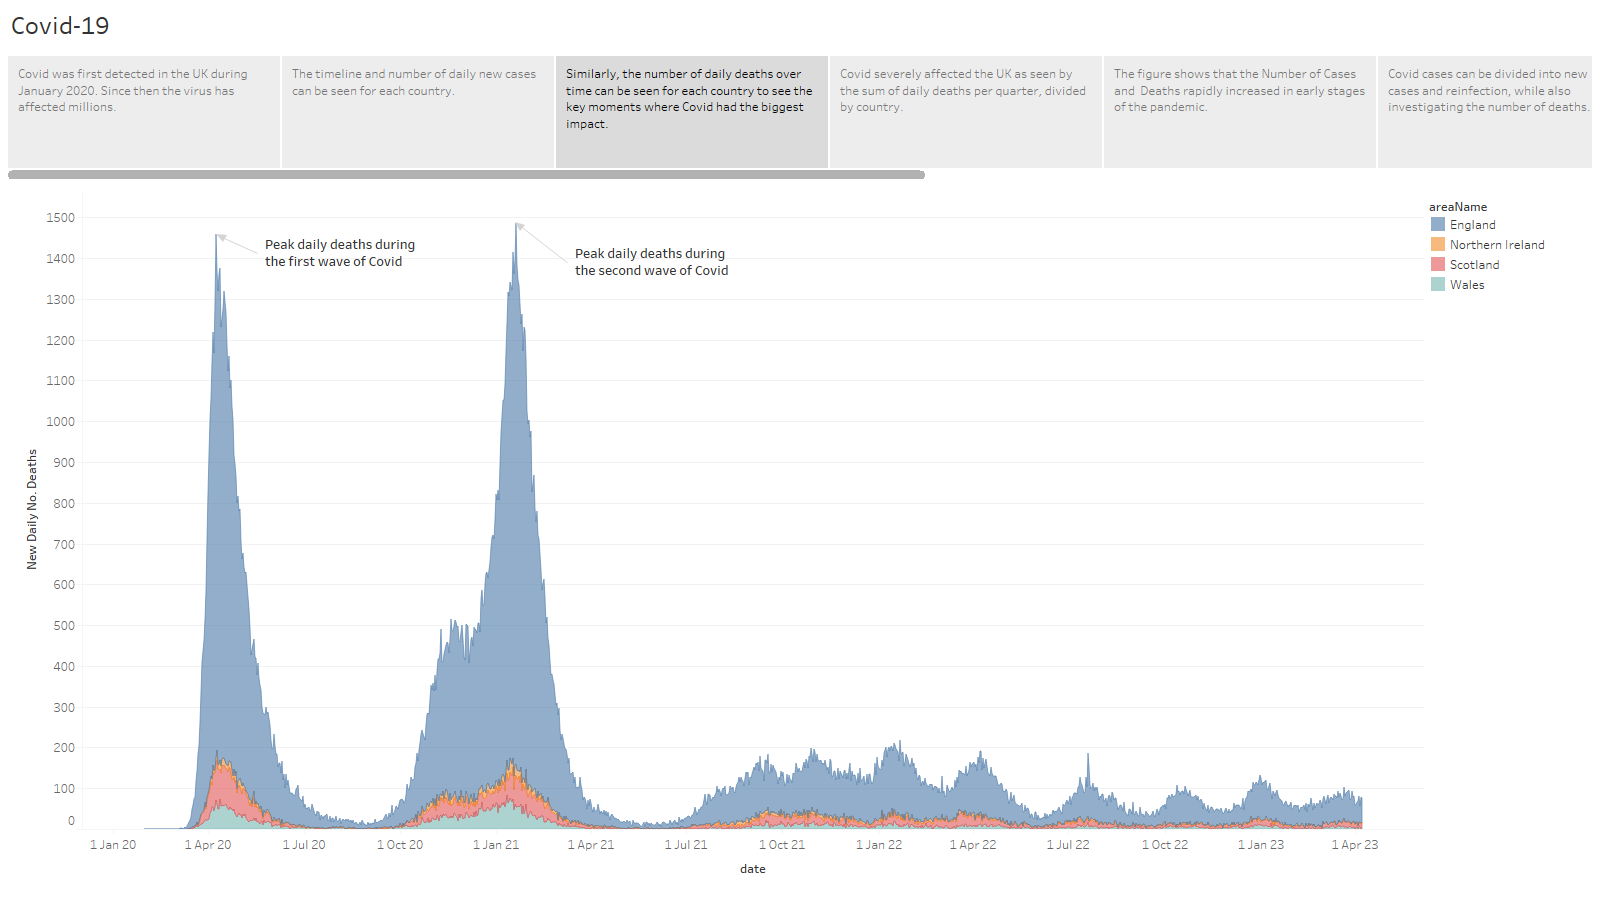 Covid-19
Covid was first detected in the UK during
January 2020. Since then the virus has
affected millions.
The timeline and number of daily new cases
can be seen for each country.
Similarly, the number of daily deaths over
time can be seen for each country to see the
key moments where Covid had the biggest
impact.
Covid severely affected the UK as seen by
the sum of daily deaths per quarter, divided
by country.
The figure shows that the Number of Cases
and  Deaths rapidly increased in early stages
of the pandemic.
Covid cases can be divided into new
cases and reinfection, while also
investigating the number of deaths.
areaName
England
Northern Ireland
Scotland
Wales
Peak daily deaths during
the first wave of Covid
Peak daily deaths during
the second wave of Covid
New Daily No. Deaths
1500
1400
1300
1200
1100
1000
900
800
700
600
500
400
300
200
100
0
1 Jan 20
1 Apr 20
1 Jul 20
1 Oct 20
1 Jan 21
1 Apr 21
1 Jul 21
1 Oct 21
1 Jan 22
1 Apr 22
1 Jul 22
1 Oct 22
1 Jan 23
1 Apr 23
date